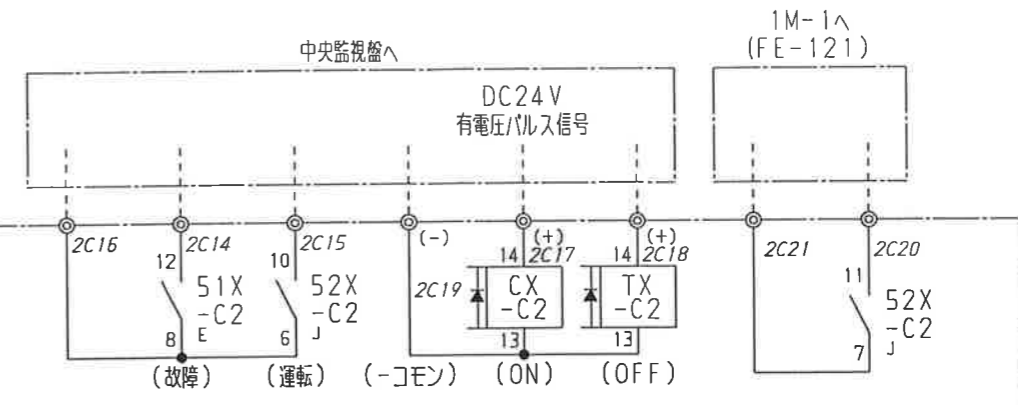 中央監視盤へ
1M-1へ
(FE-121)
DC24V
有電圧パルス信号
2C16
2C14
2C15
(-)
(+)
2C17
(+)
2C18
2C21
2C20
12
51X
-C2
E
8
10
52X
-C2
J
6
2C19
14
CX
-C2
13
14
TX
-C2
13
11
52X
-C2
J
7
(故障)
(運転)
(-コモン)
(ON)
(OFF)